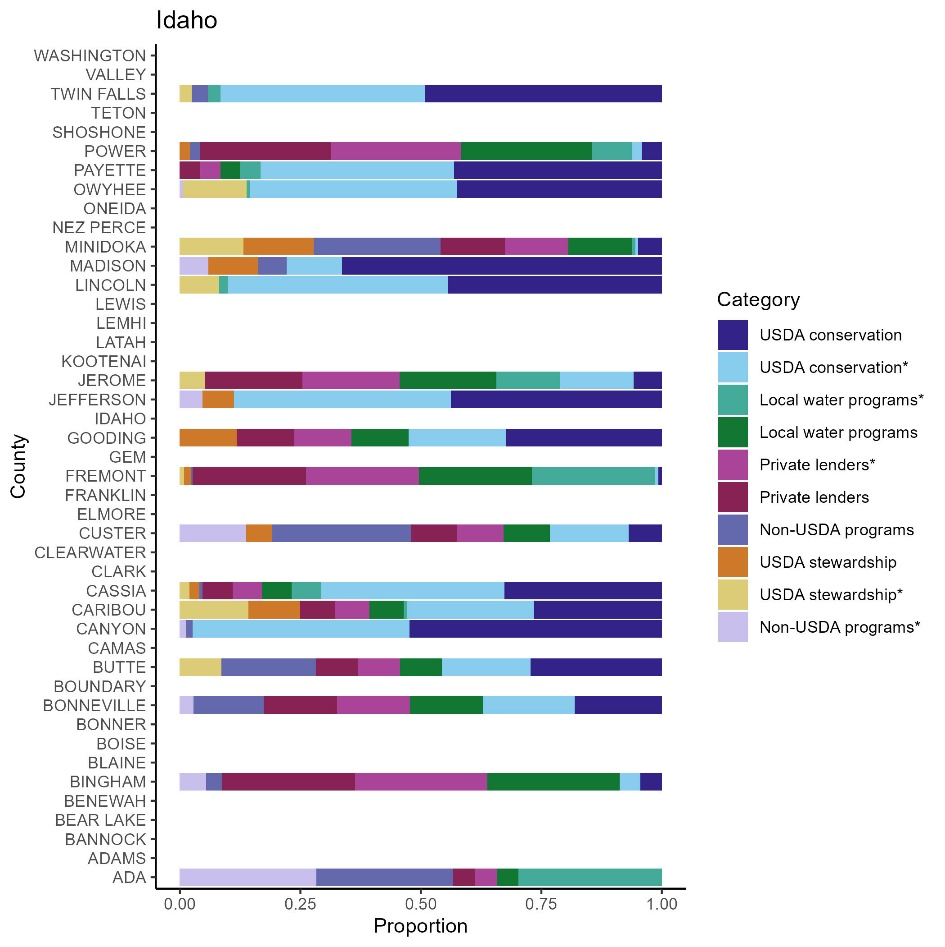 Idaho
WASHINGTON
VALLEY
TWIN FALLS
TETON
SHOSHONE
POWER
PAYETTE
OWYHEE
ONEIDA
NEZ PERCE
MINIDOKA
MADISON
LINCOLN
LEWIS
LEMHI
LATAH
KOOTENAI
JEROME
JEFFERSON
IDAHO
GOODING
GEM
FREMONT
FRANKLIN
ELMORE
CUSTER
CLEARWATER
CLARK
CASSIA
CARIBOU
CANYON
CAMAS
BUTTE
BOUNDARY
BONNEVILLE
BONNER
BOISE
BLAINE
BINGHAM
BENEWAH
BEAR LAKE
BANNOCK
ADAMS
ADA
County
0.00 0.25 0.50 0.75 1.00
Proportion
Category
USDA conservation
USDA conservation*
Local water programs*
Local water programs
Private lenders*
Private lenders
Non-USDA programs
USDA stewardship
USDA stewardship*
Non-USDA programs*